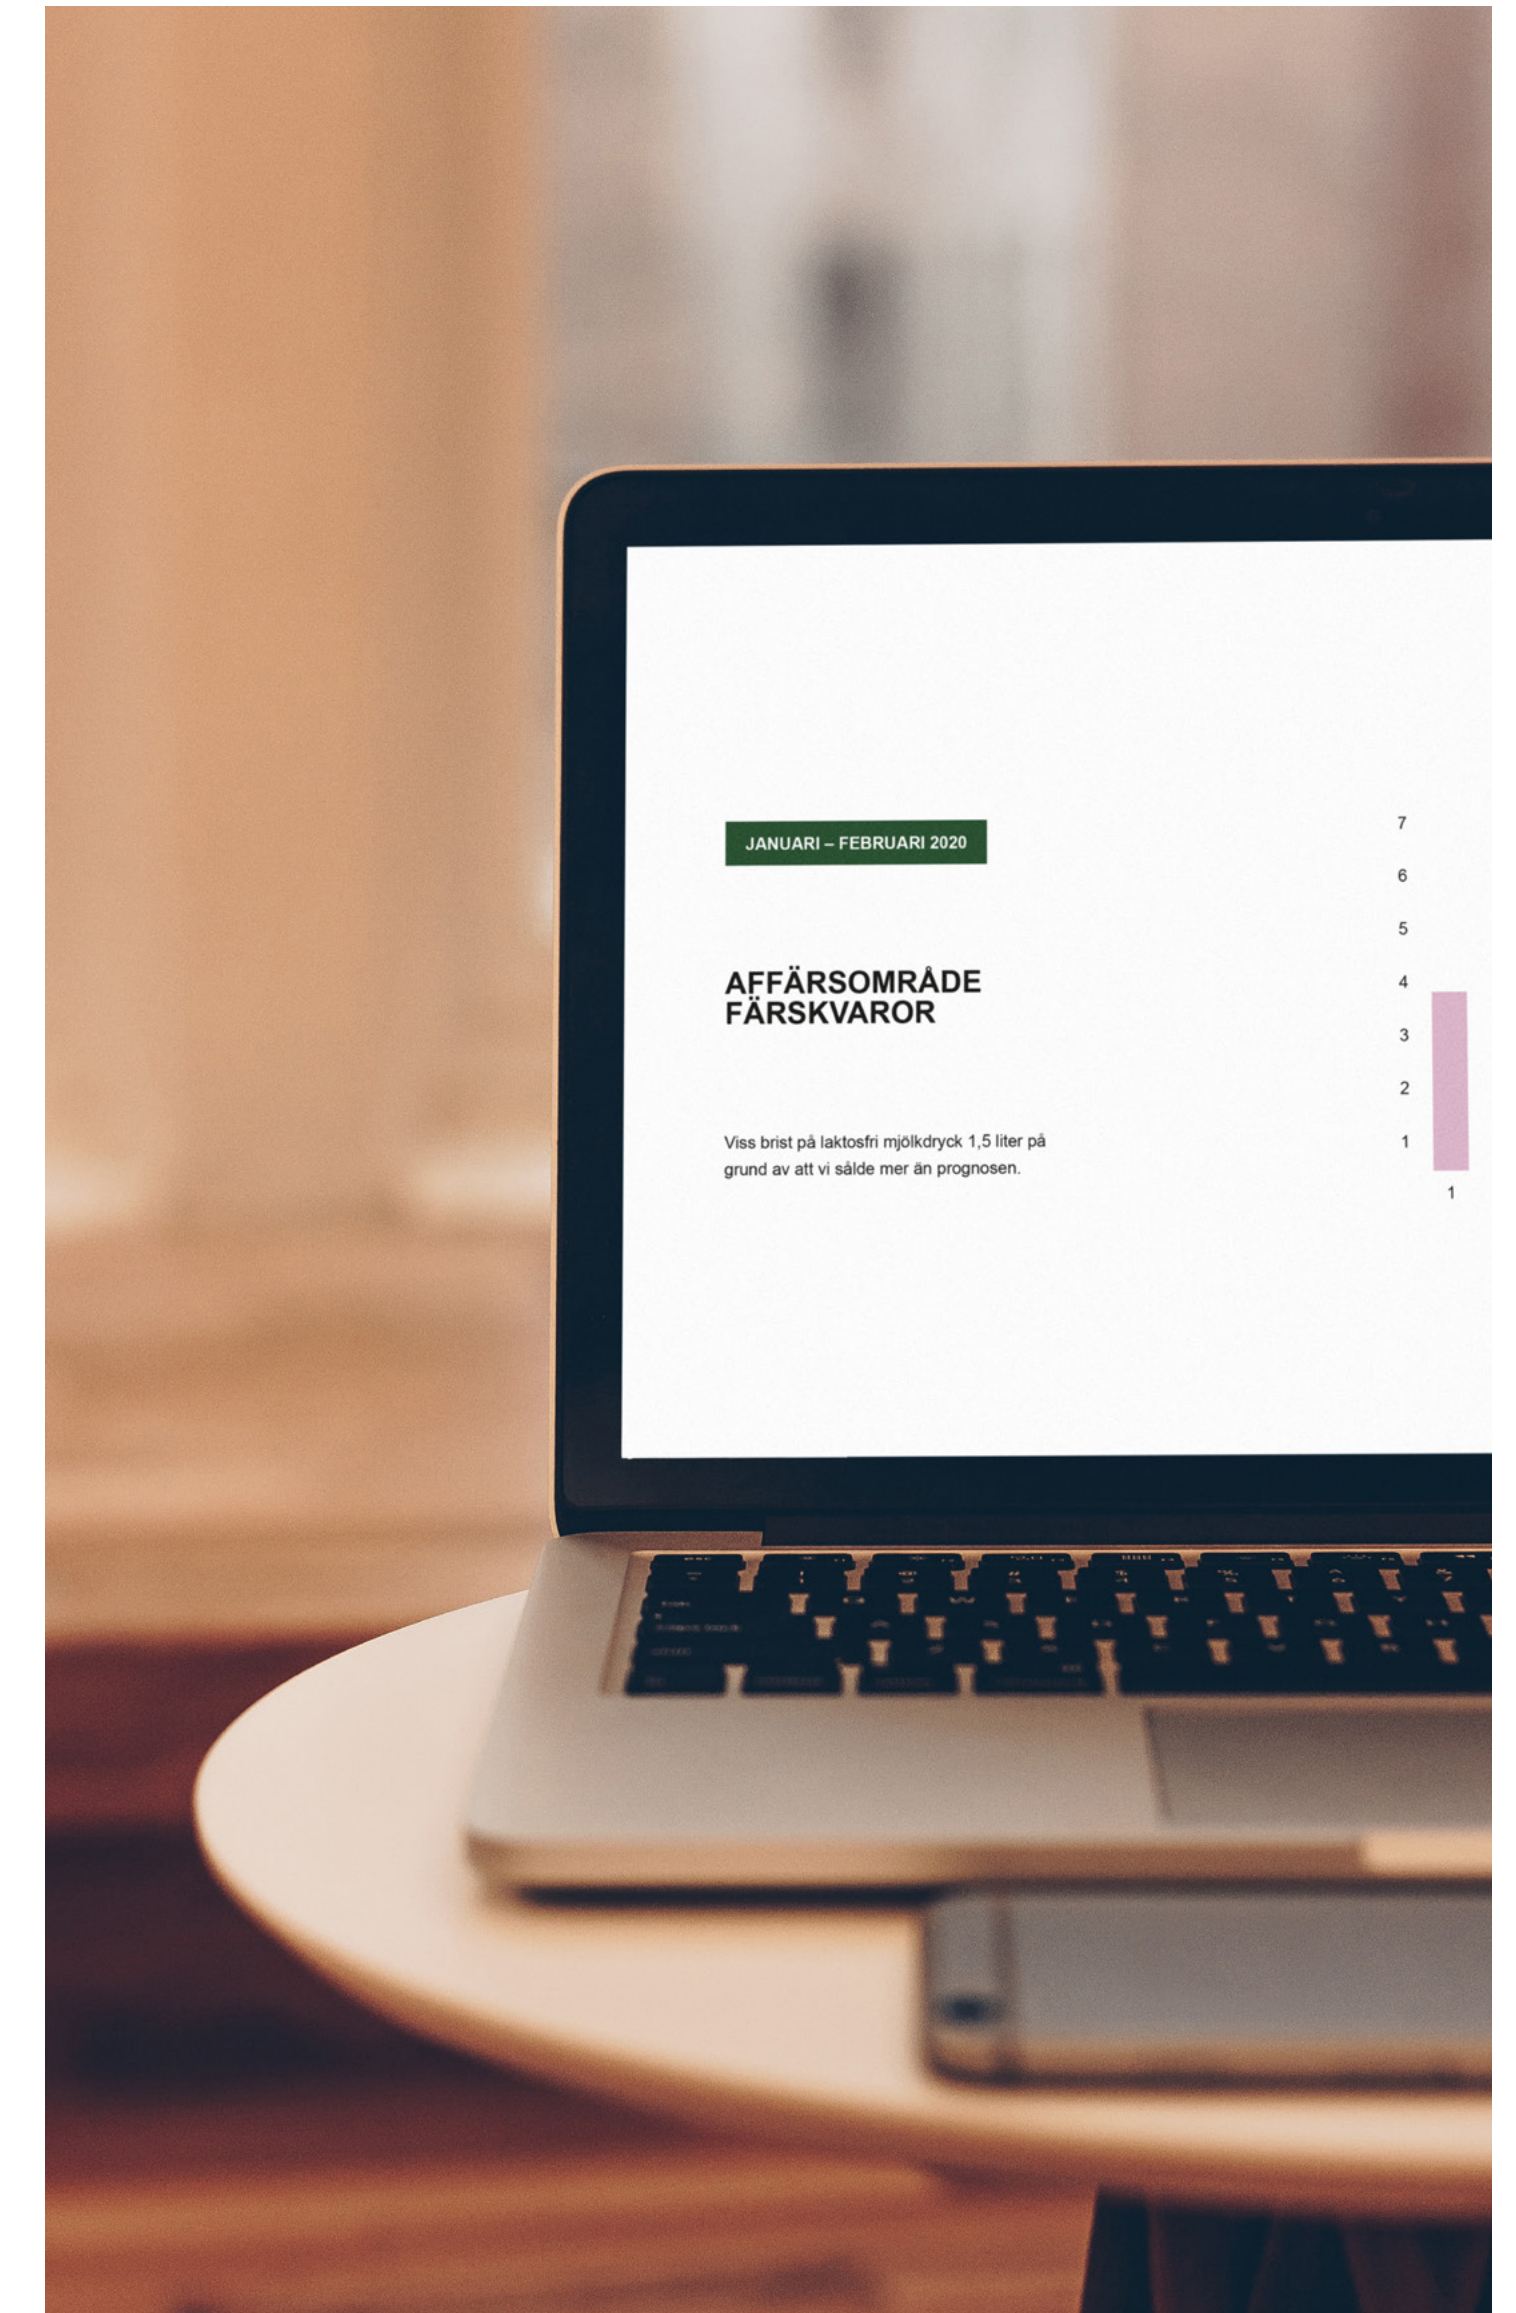 JANUARI – FEBRUARI 2020
AFFÄRSOMRÅDE
FÄRSKVAROR
Viss brist på laktosfri mjölkdryck 1,5 liter på
grund av att vi sålde mer än prognosen.
7
6
5
4
3
2
1
1